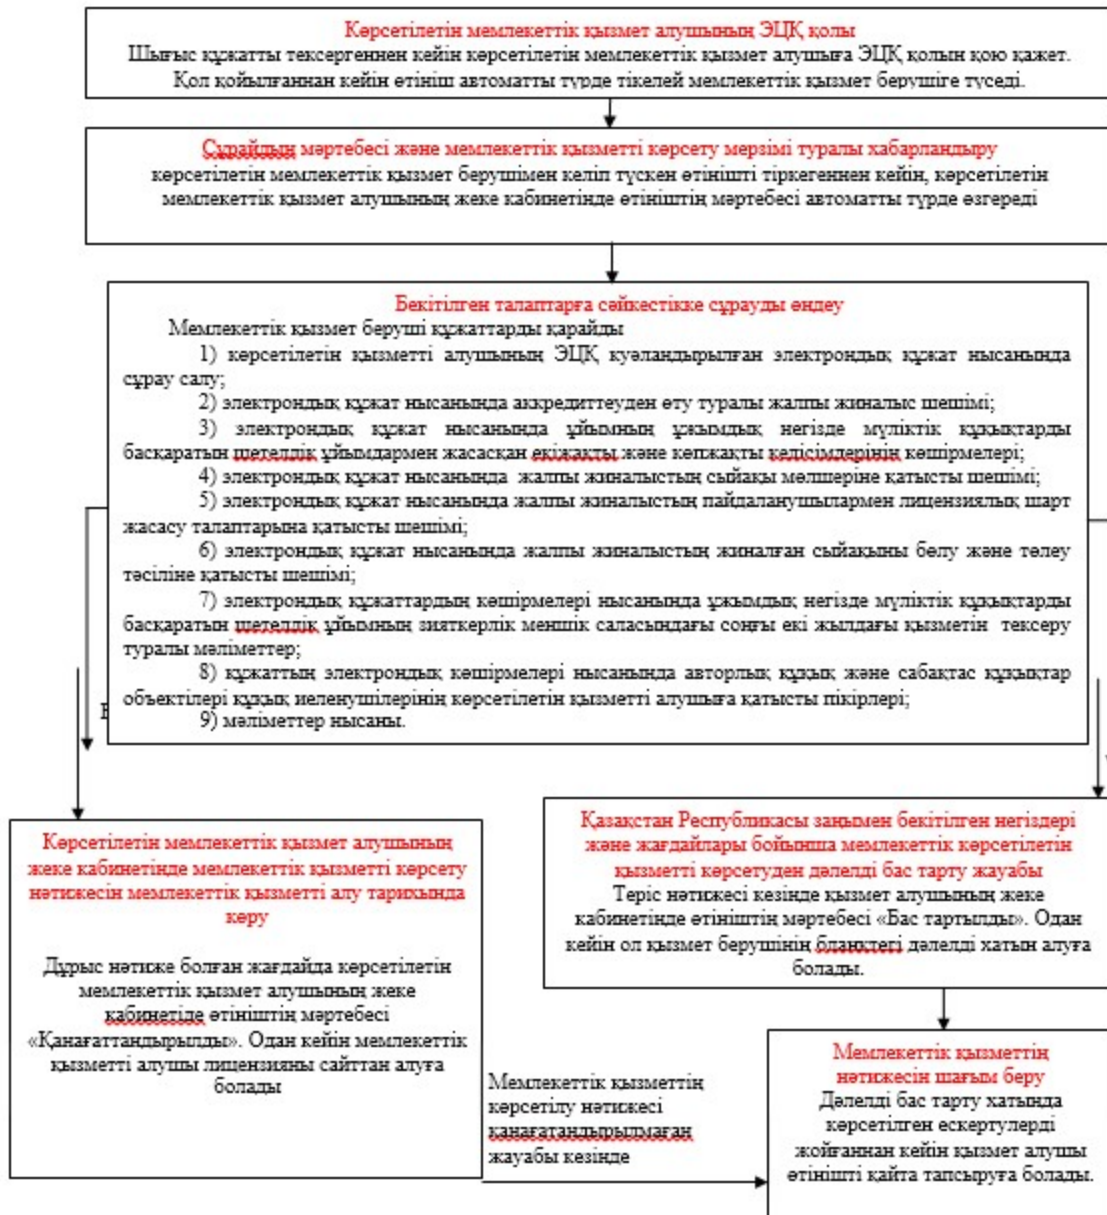 Көрсетілетін мемлекеттік қызмет алушының ЭЦҚ қолы
Шығыс құжатты тексергеннен кейін көрсетілетін мемлекеттік қызмет алушыға ЭЦҚ қолын қою қажет.
Қол қойылғаннан кейін өтініш автоматты түрде тікелей мемлекеттік қызмет берушіге түседі.
Сұрайдың мәртебесі және мемлекеттік қызметті көрсету мерзімі туралы хабарландыру
көрсетілетін мемлекеттік қызмет берушімен келіп түскен өтінішті тіркегеннен кейін, көрсетілетін
мемлекеттік қызмет алушының жеке кабинетінде өтініштің мәртебесі автоматты түрде өзгереді
Бекітілген талаптарға сәйкестікке сұрауды өндеу
Мемлекеттік қызмет беруші құжаттарды қарайды
1) көрсетілетін қызметті алушының ЭЦҚ куәландырылған электрондық құжат нысанында
сұрау салу;
2) электрондық құжат нысанында аккредиттеуден өту туралы жалпы жиналыс шешімі;
3) электрондық құжат нысанында ұйымның ұжымдық негізде мүліктік құқықтарды
басқаратын шетелдік ұйымдармен жасасқан екіжақты және көпжақты келісімдерінің көшірмелері;
4) электрондық құжат нысанында жалпы жиналыстың сыйақы мөлшеріне қатысты шешімі;
5) электрондық құжат нысанында жалпы жиналыстың пайдаланушылармен лицензиялық шарт
жасасу талаптарына қатысты шешімі;
6) электрондық құжат нысанында жалпы жиналыстың жиналған сыйақыны бөлу және төлеу
тәсіліне қатысты шешімі;
7) электрондық құжаттардың көшірмелері нысанында ұжымдық негізде мүліктік құқықтарды
басқаратын шетелдік ұйымның зияткерлік меншік саласындағы соңғы екі жылдағы қызметін тексеру
туралы мәліметтер;
8) құжаттың электрондық көшірмелері нысанында авторлық құқық және сабақтас құқықтар
объектілері құқық иеленушілерінің көрсетілетін қызметті алушыға қатысты пікірлері;
9) мәліметтер нысаны.
Көрсетілетін мемлекеттік қызмет алушының
жеке кабинетінде мемлекеттік қызметті көрсету
нәтижесін мемлекеттік қызметті алу тарихында
көру
Дұрыс нәтиже болған жағдайда көрсетілетін
мемлекеттік қызмет алушының жеке
кабинетіде өтініштің мәртебесі
«Қанағаттандырылды». Одан кейін мемлекеттік
қызметті алушы лицензияны сайттан алуға
болады
Қазақстан Республикасы заңымен бекітілген негіздері
және жағдайлары бойынша мемлекеттік көрсетілетін
қызметті көрсетуден дәлелді бас тарту жауабы
Теріс нәтижесі кезінде қызмет алушының жеке
кабинетінде өтініштің мәртебесі «Бас тартылды». Одан
кейін ол қызмет берушінің бланктегі дәлелді хатын алуға
болады.
Мемлекеттік қызметтің
көрсетілу нәтижесі
қанағатандырылмаған
жауабы кезінде
Мемлекеттік қызметтің
нәтижесін шағым беру
Дәлелді бас тарту хатында
көрсетілген ескертулерді
жойғаннан кейін қызмет алушы
өтінішті қайта тапсыруға болады.